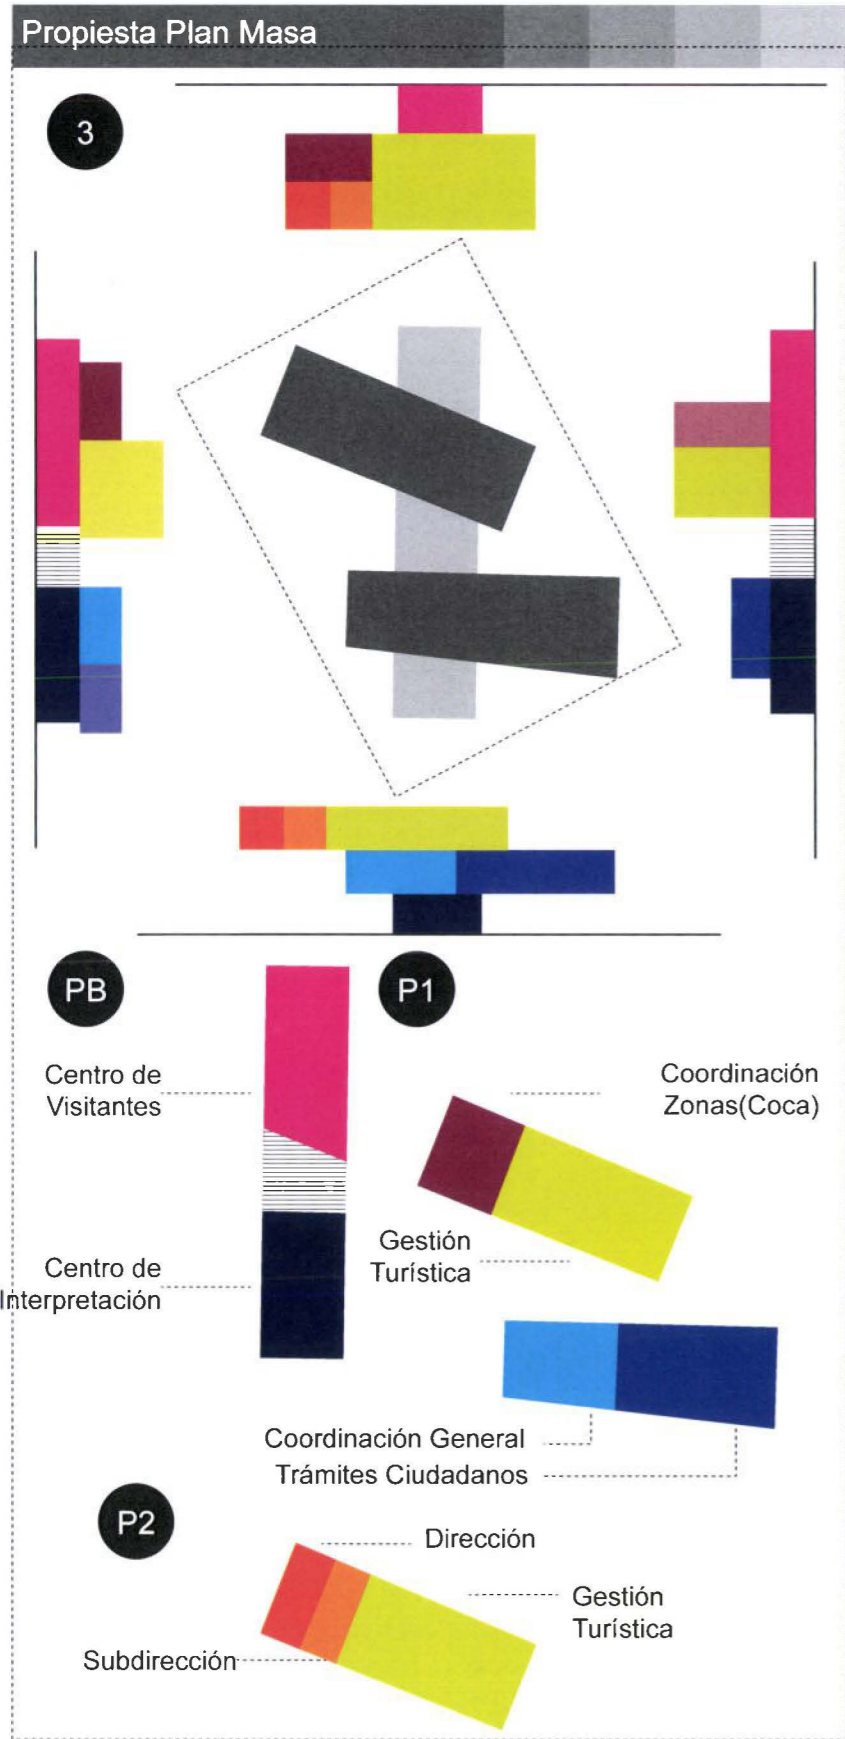 Propiesta Plan Masa
3
PB
P1
Centro de
Visitantes
Coordinación
Zonas(Coca)
Gestión
Turística
Centro de
Interpretación
Coordinación General
Trámites Ciudadanos
P2
Dirección
Gestión
Turística
Subdirección